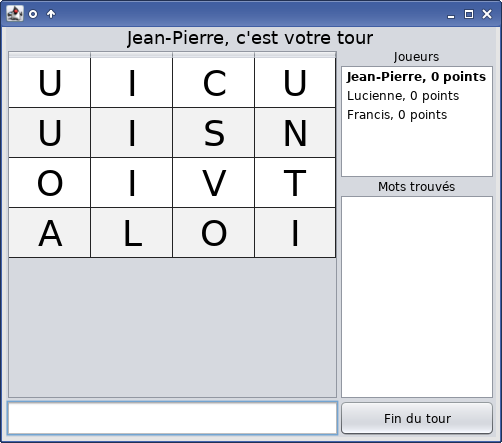 Jean-Pierre, c'est votre tour
U I C U
U I S N
O I V T
A L O I
Joueurs
Jean-Pierre, 0 points
Lucienne, 0 points
Francis, 0 points
Mots trouvés
Fin du tour